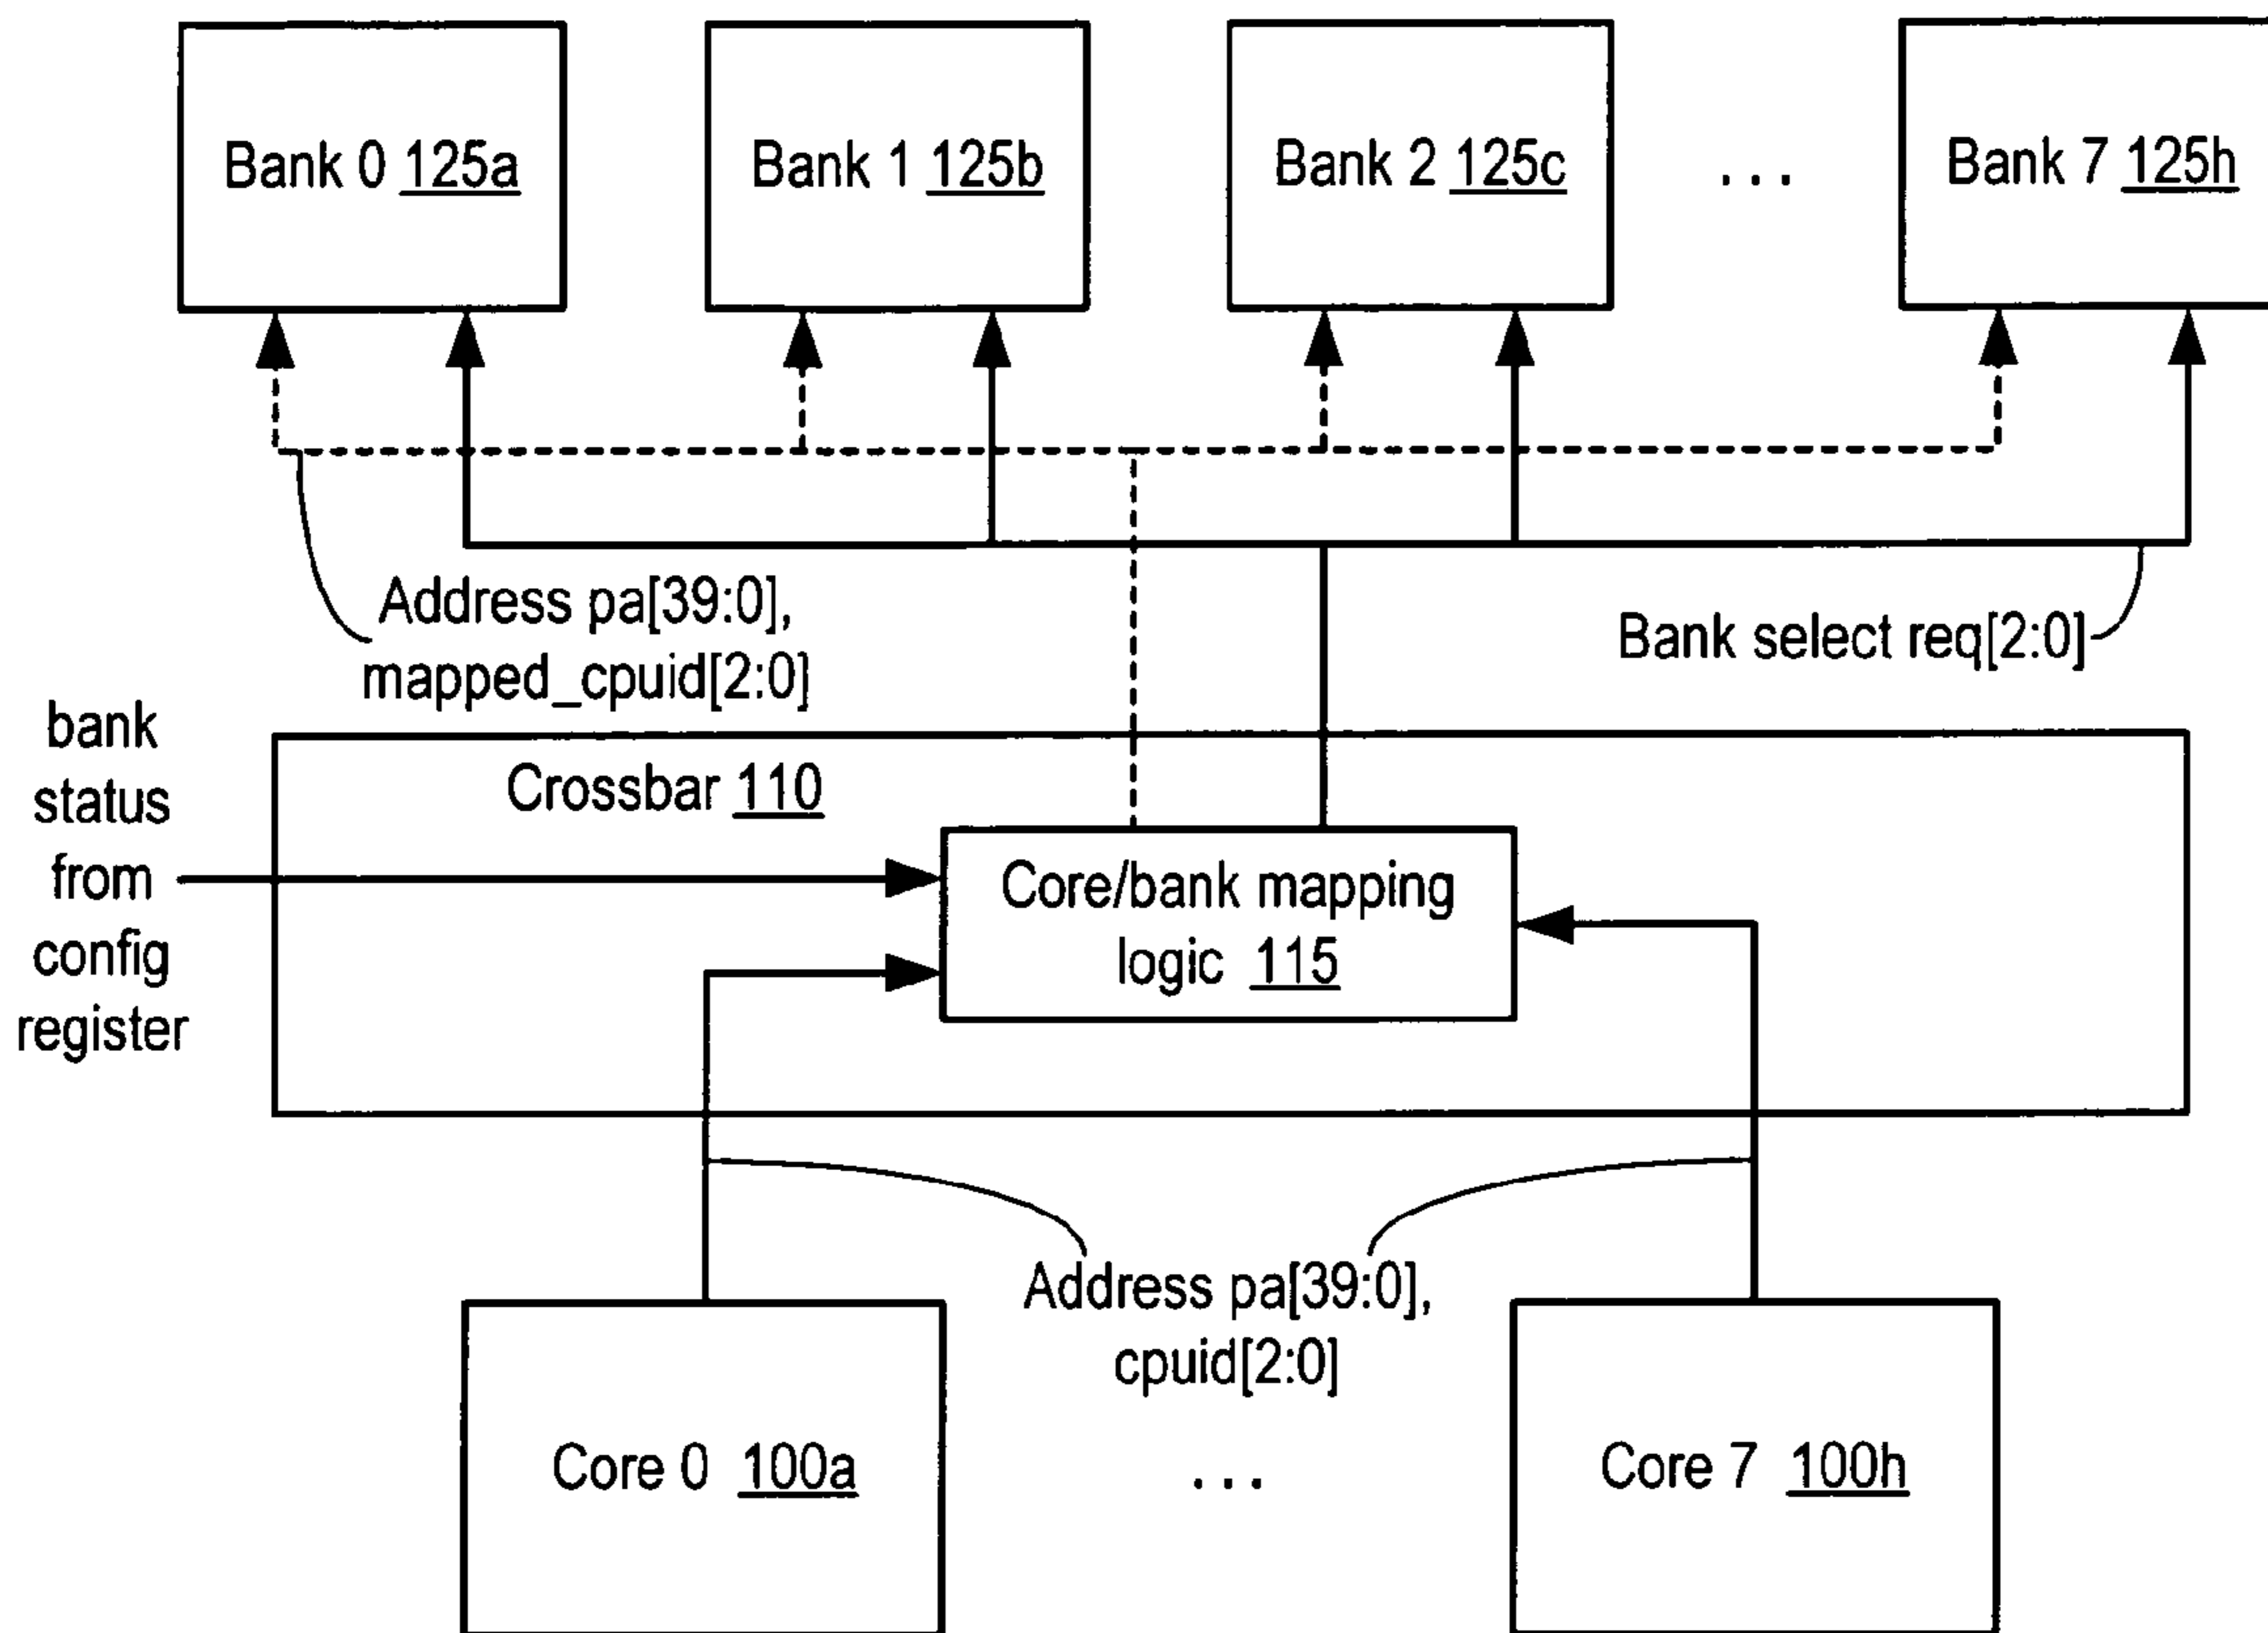 Bank 0 125a
Bank 1 125b
Bank 2 125c
...
Bank 7 125h
Address pa[39:0],
mapped_cpuid[2:0]
Bank select req[2:0]
bank
status
from
config
register
Crossbar 110
Core/bank mapping
logic 115
Address pa[39:0],
cpuid[2:0]
Core 0 100a
...
Core 7 100h